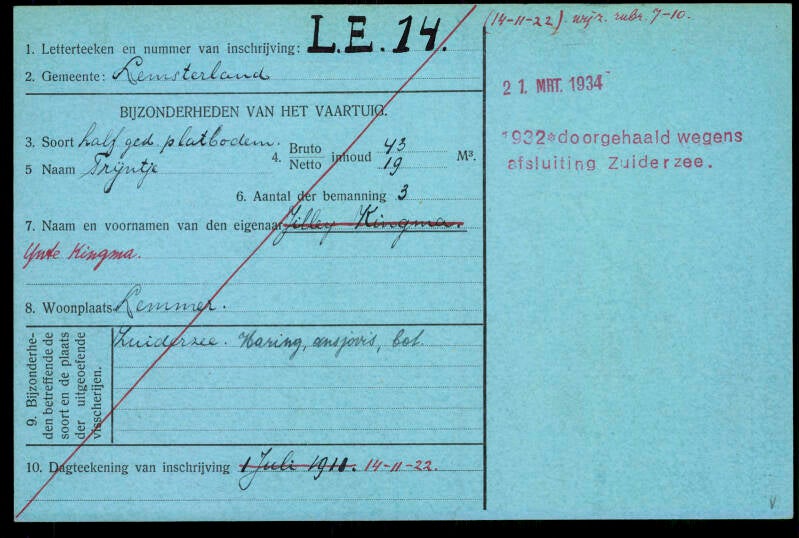 (14-11-22). wijz. rubr. 7-10.
1. Letterteeken en nummer van inschrijving: L.E. 14.
2. Gemeente: Lemsterland
BIJZONDERHEDEN VAN HET VAARTUIG.
3. Soort half ged. platbodem.
4. Bruto Netto inhoud 43 19 M³.
5 Naam Trijntje
6. Aantal der bemanning 3
7. Naam en voornamen van den eigenaar Jilley Kingma.
Ynte Kingma.
8. Woonplaats Lemmer.
9. Bijzonderhe-
den betreffende de
soort en de plaats
der uitgeoefende
visscherijen.
Zuiderzee. Haring, ansjovis, bot.
10. Dagteekening van inschrijving 1 Juli 1911. 14-11-22.
21. MRT. 1934
1932 doorgehaald wegens
afsluiting Zuiderzee.